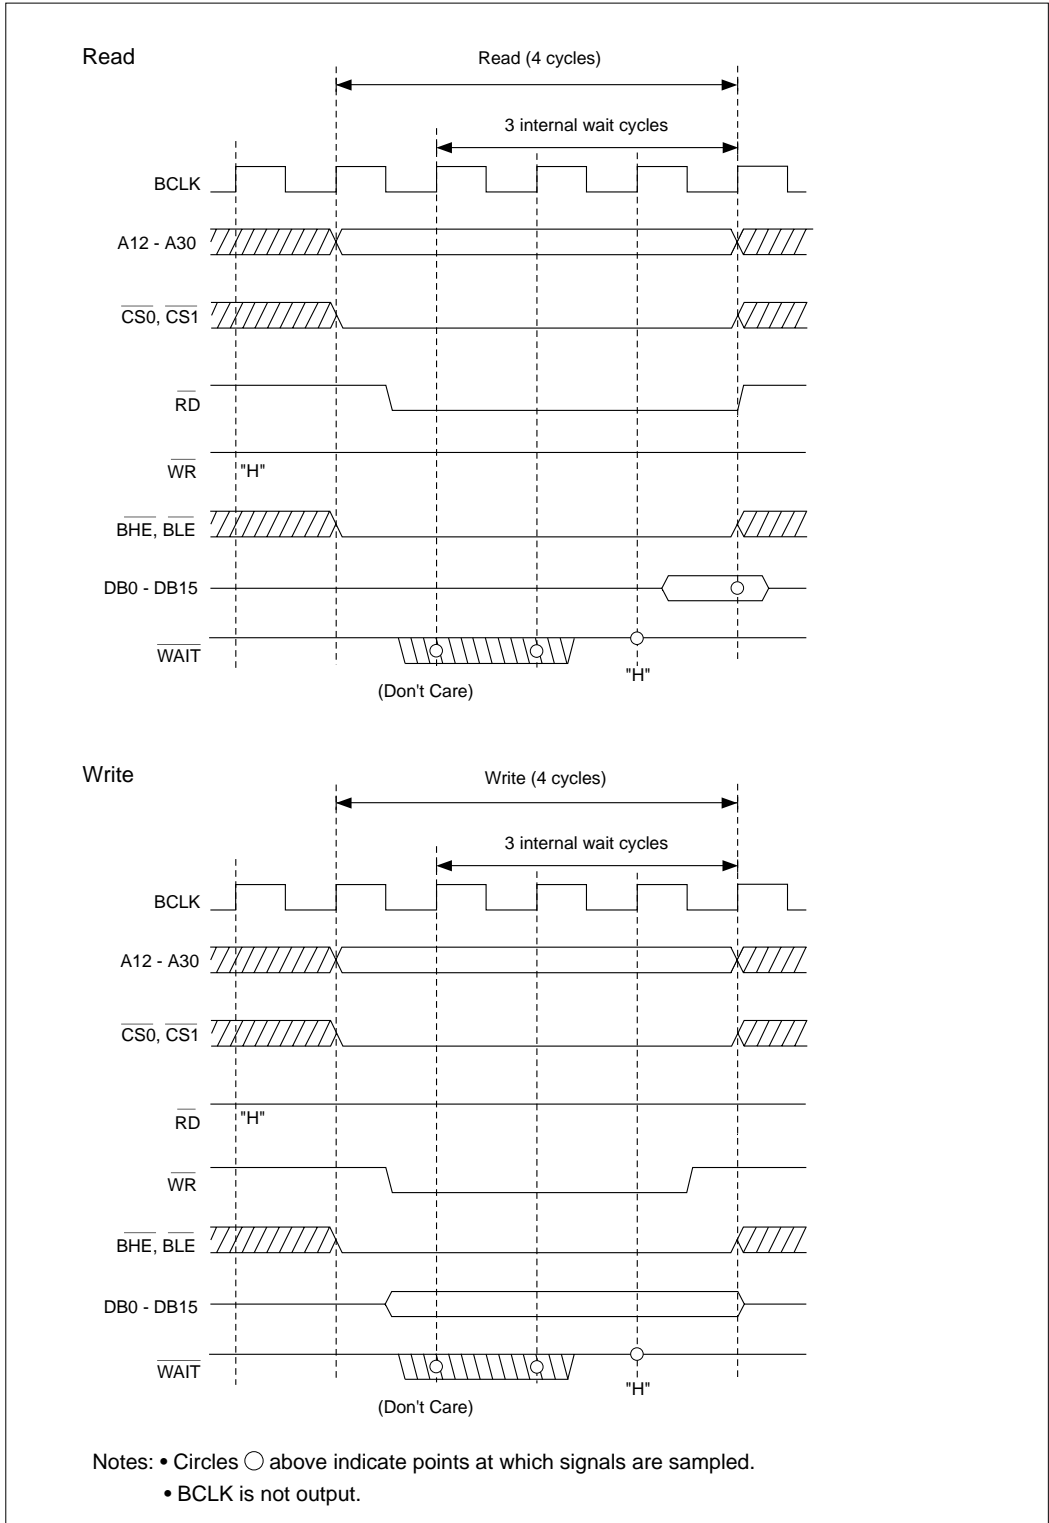 Read
Read (4 cycles)
3 internal wait cycles
BCLK
A12 - A30
CS0, CS1
RD
WR "H"
BHE, BLE
DB0 - DB15
WAIT
"H"
(Don't Care)
Write
Write (4 cycles)
3 internal wait cycles
BCLK
A12 - A30
CS0, CS1
RD "H"
WR
BHE, BLE
DB0 - DB15
WAIT
"H"
(Don't Care)
Notes: • Circles ○ above indicate points at which signals are sampled.
• BCLK is not output.